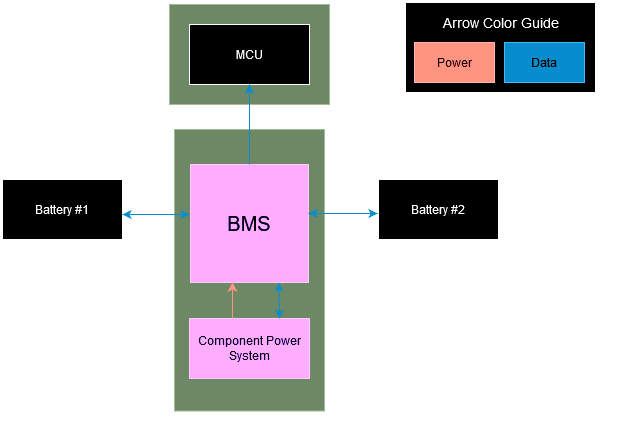 Arrow Color Guide
Power
Data
MCU
Battery #1
BMS
Battery #2
Component Power
System